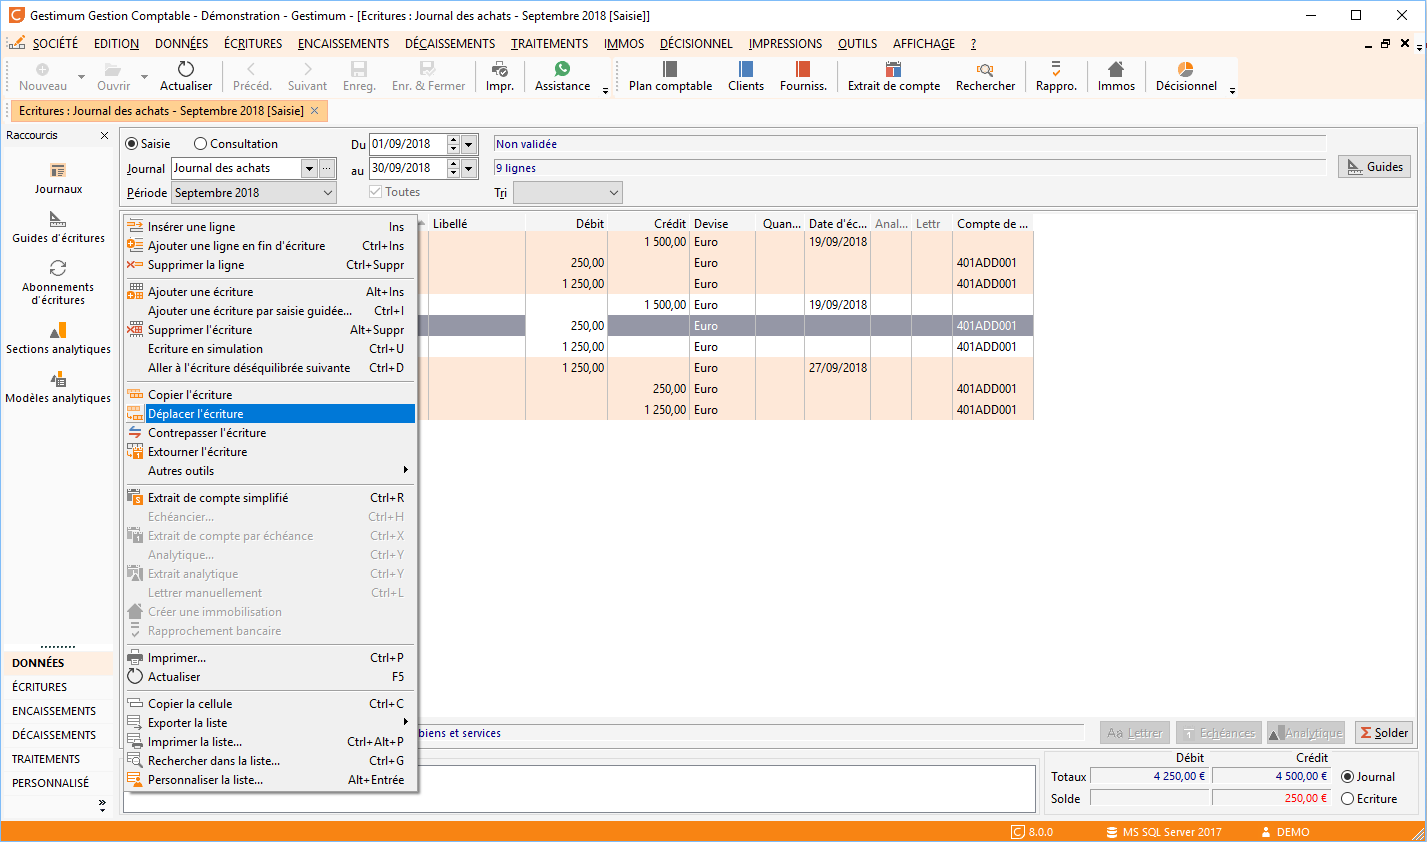 Gestimum Gestion Comptable - Démonstration - Gestimum - [Ecritures : Journal des achats - Septembre 2018 [Saisie]]
SOCIÉTÉ EDITION DONNÉES ÉCRITURES ENCAISSEMENTS DÉCAISSEMENTS TRAITEMENTS IMMOS DÉCISIONNEL IMPRESSIONS OUTILS AFFICHAGE ?
Nouveau Ouvrir Actualiser Précéd. Suivant Enreg. Enr. & Fermer Impr. Assistance Plan comptable Clients Fourniss. Extrait de compte Rechercher Rappro. Immos Décisionnel
Ecritures : Journal des achats - Septembre 2018 [Saisie]
Raccourcis
Journaux
Guides d'écritures
Abonnements
d'écritures
Sections analytiques
Modèles analytiques
DONNÉES
ÉCRITURES
ENCAISSEMENTS
DÉCAISSEMENTS
TRAITEMENTS
PERSONNALISÉ
Saisie Consultation Du 01/09/2018 Non validée
Journal Journal des achats ... au 30/09/2018 9 lignes Guides
Période Septembre 2018 Toutes Tri
Insérer une ligne Ins
Ajouter une ligne en fin d'écriture Ctrl+Ins
Supprimer la ligne Ctrl+Suppr
Ajouter une écriture Alt+Ins
Ajouter une écriture par saisie guidée... Ctrl+I
Supprimer l'écriture Alt+Suppr
Ecriture en simulation Ctrl+U
Aller à l'écriture déséquilibrée suivante Ctrl+D
Copier l'écriture
Déplacer l'écriture
Contrepasser l'écriture
Extourner l'écriture
Autres outils
Extrait de compte simplifié Ctrl+R
Echéancier... Ctrl+H
Extrait de compte par échéance Ctrl+X
Analytique... Ctrl+Y
Extrait analytique Ctrl+Y
Lettrer manuellement Ctrl+L
Créer une immobilisation
Rapprochement bancaire
Imprimer... Ctrl+P
Actualiser F5
Copier la cellule Ctrl+C
Exporter la liste
Imprimer la liste... Ctrl+Alt+P
Rechercher dans la liste... Ctrl+G
Personnaliser la liste... Alt+Entrée
Libellé Débit Crédit Devise Quan... Date d'éc... Anal... Lettr Compte de ...
1 500,00 Euro 19/09/2018
250,00 Euro 401ADD001
1 250,00 Euro 401ADD001
1 500,00 Euro 19/09/2018
250,00 Euro 401ADD001
1 250,00 Euro 401ADD001
1 250,00 Euro 27/09/2018
250,00 Euro 401ADD001
1 250,00 Euro 401ADD001
biens et services Aa Lettrer Echéances Analytique Σ Solder
Débit Crédit
Totaux 4 250,00 € 4 500,00 € Journal
Solde 250,00 € Ecriture
8.0.0 MS SQL Server 2017 DEMO